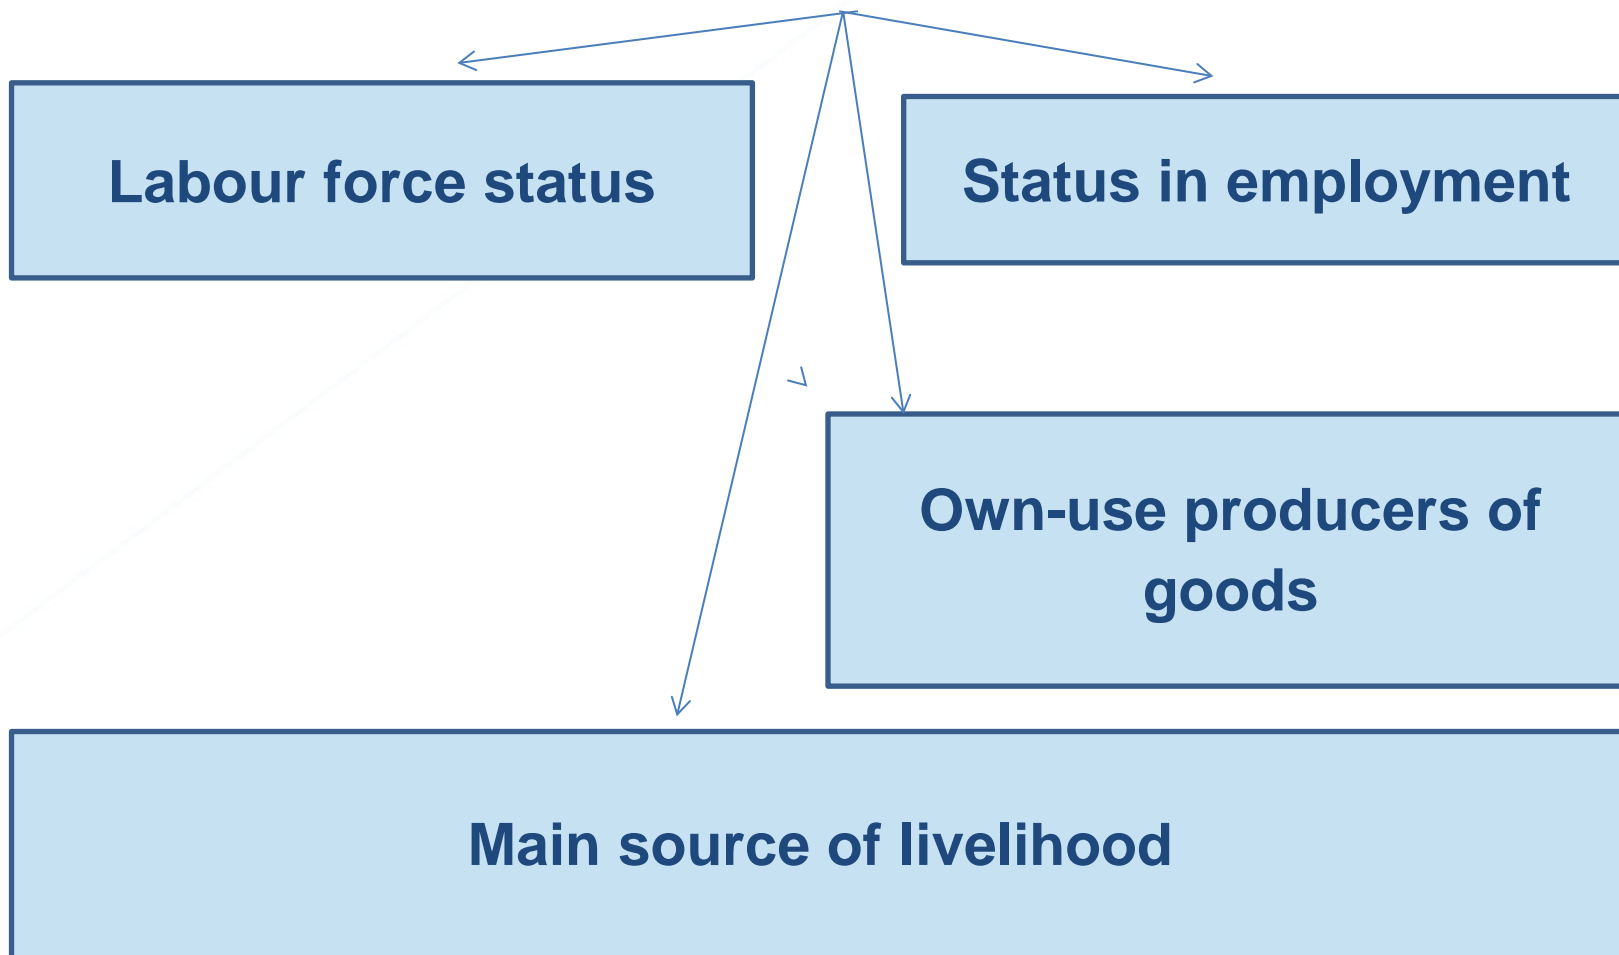 Labour force status
Status in employment
Own-use producers of
goods
Main source of livelihood